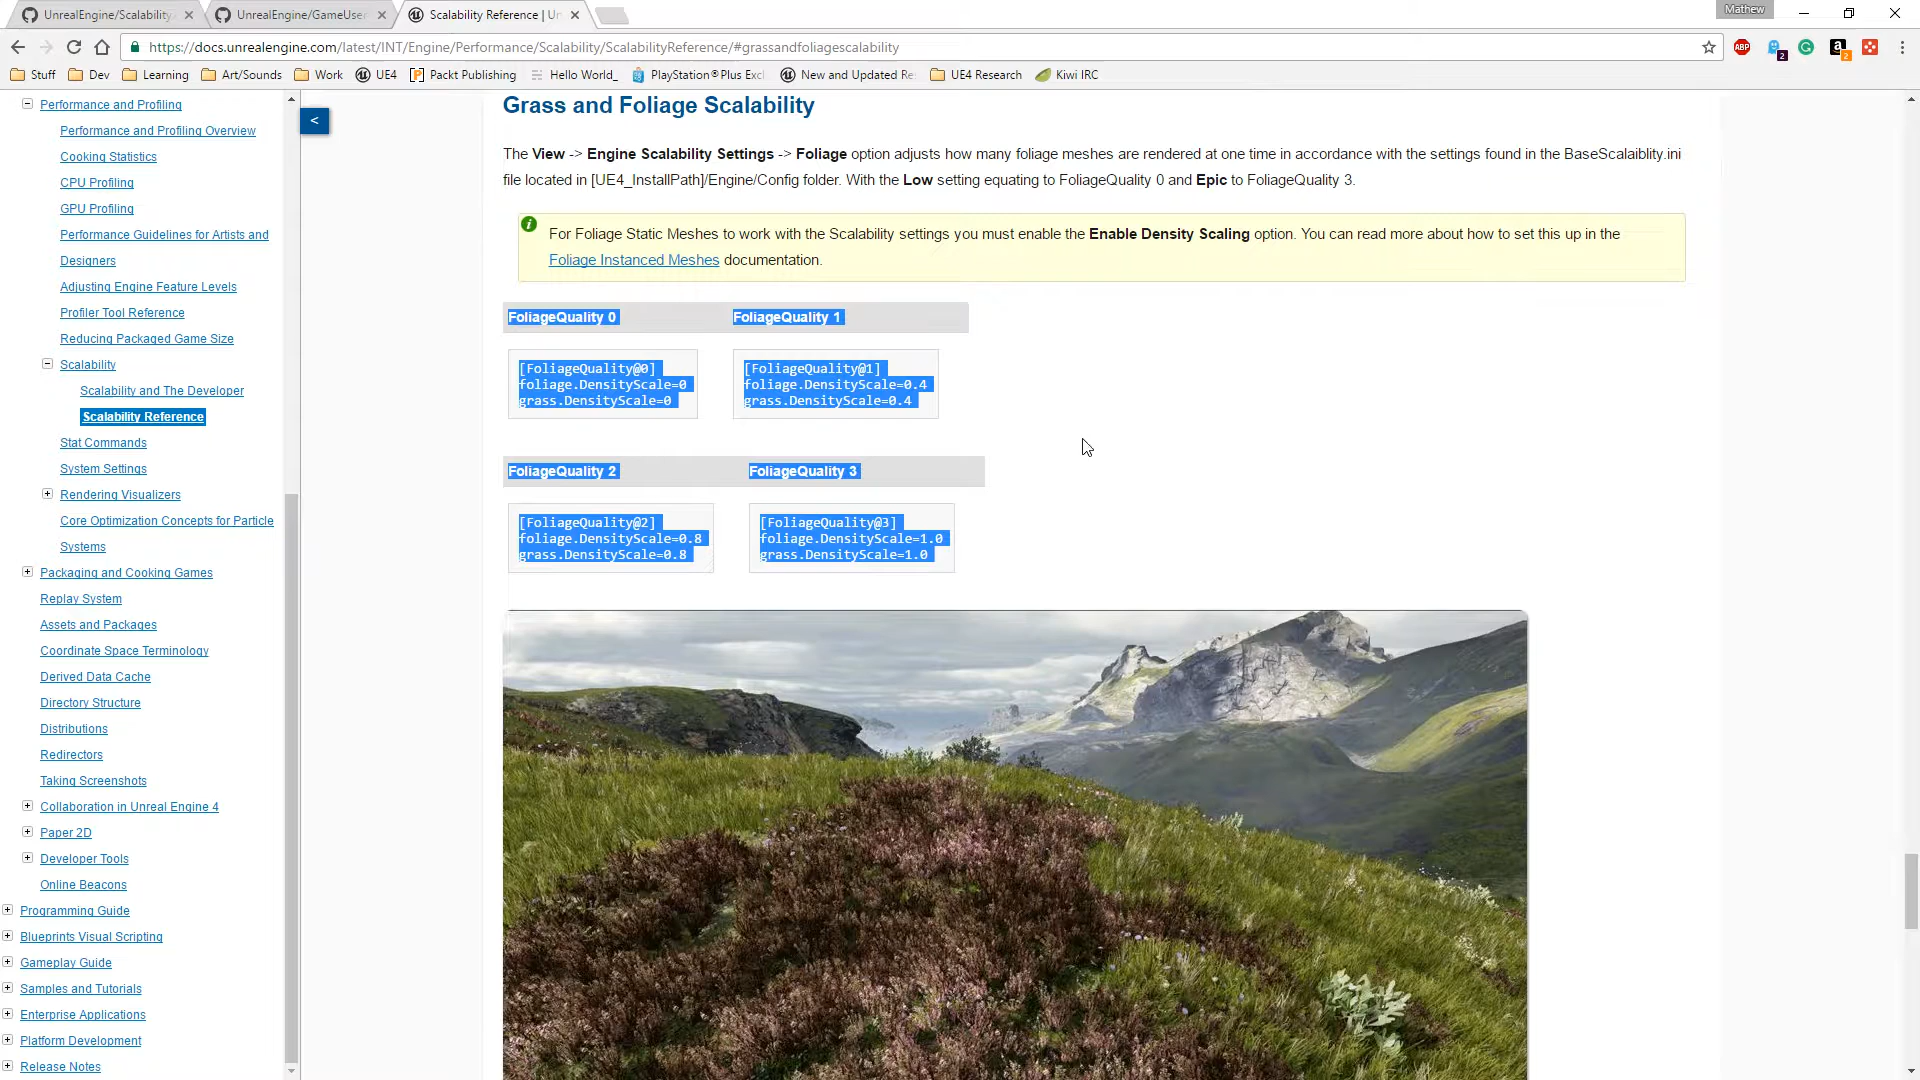 UnrealEngine/Scalability
UnrealEngine/GameUser
Scalability Reference | Un
Mathew
https://docs.unrealengine.com/latest/INT/Engine/Performance/Scalability/ScalabilityReference/#grassandfoliagescalability
ABP
2
2
Stuff
Dev
Learning
Art/Sounds
Work
UE4
Packt Publishing
Hello World_
PlayStation®Plus Exc
New and Updated Re
UE4 Research
Kiwi IRC
Performance and Profiling
Performance and Profiling Overview
Cooking Statistics
CPU Profiling
GPU Profiling
Performance Guidelines for Artists and
Designers
Adjusting Engine Feature Levels
Profiler Tool Reference
Reducing Packaged Game Size
Scalability
Scalability and The Developer
Scalability Reference
Stat Commands
System Settings
Rendering Visualizers
Core Optimization Concepts for Particle
Systems
Packaging and Cooking Games
Replay System
Assets and Packages
Coordinate Space Terminology
Derived Data Cache
Directory Structure
Distributions
Redirectors
Taking Screenshots
Collaboration in Unreal Engine 4
Paper 2D
Developer Tools
Online Beacons
Programming Guide
Blueprints Visual Scripting
Gameplay Guide
Samples and Tutorials
Enterprise Applications
Platform Development
Release Notes
<
Grass and Foliage Scalability
The View -> Engine Scalability Settings -> Foliage option adjusts how many foliage meshes are rendered at one time in accordance with the settings found in the BaseScalaiblity.ini
file located in [UE4_InstallPath]/Engine/Config folder. With the Low setting equating to FoliageQuality 0 and Epic to FoliageQuality 3.
For Foliage Static Meshes to work with the Scalability settings you must enable the Enable Density Scaling option. You can read more about how to set this up in the
Foliage Instanced Meshes documentation.
FoliageQuality 0
FoliageQuality 1
[FoliageQuality@0]
foliage.DensityScale=0
grass.DensityScale=0
[FoliageQuality@1]
foliage.DensityScale=0.4
grass.DensityScale=0.4
FoliageQuality 2
FoliageQuality 3
[FoliageQuality@2]
foliage.DensityScale=0.8
grass.DensityScale=0.8
[FoliageQuality@3]
foliage.DensityScale=1.0
grass.DensityScale=1.0